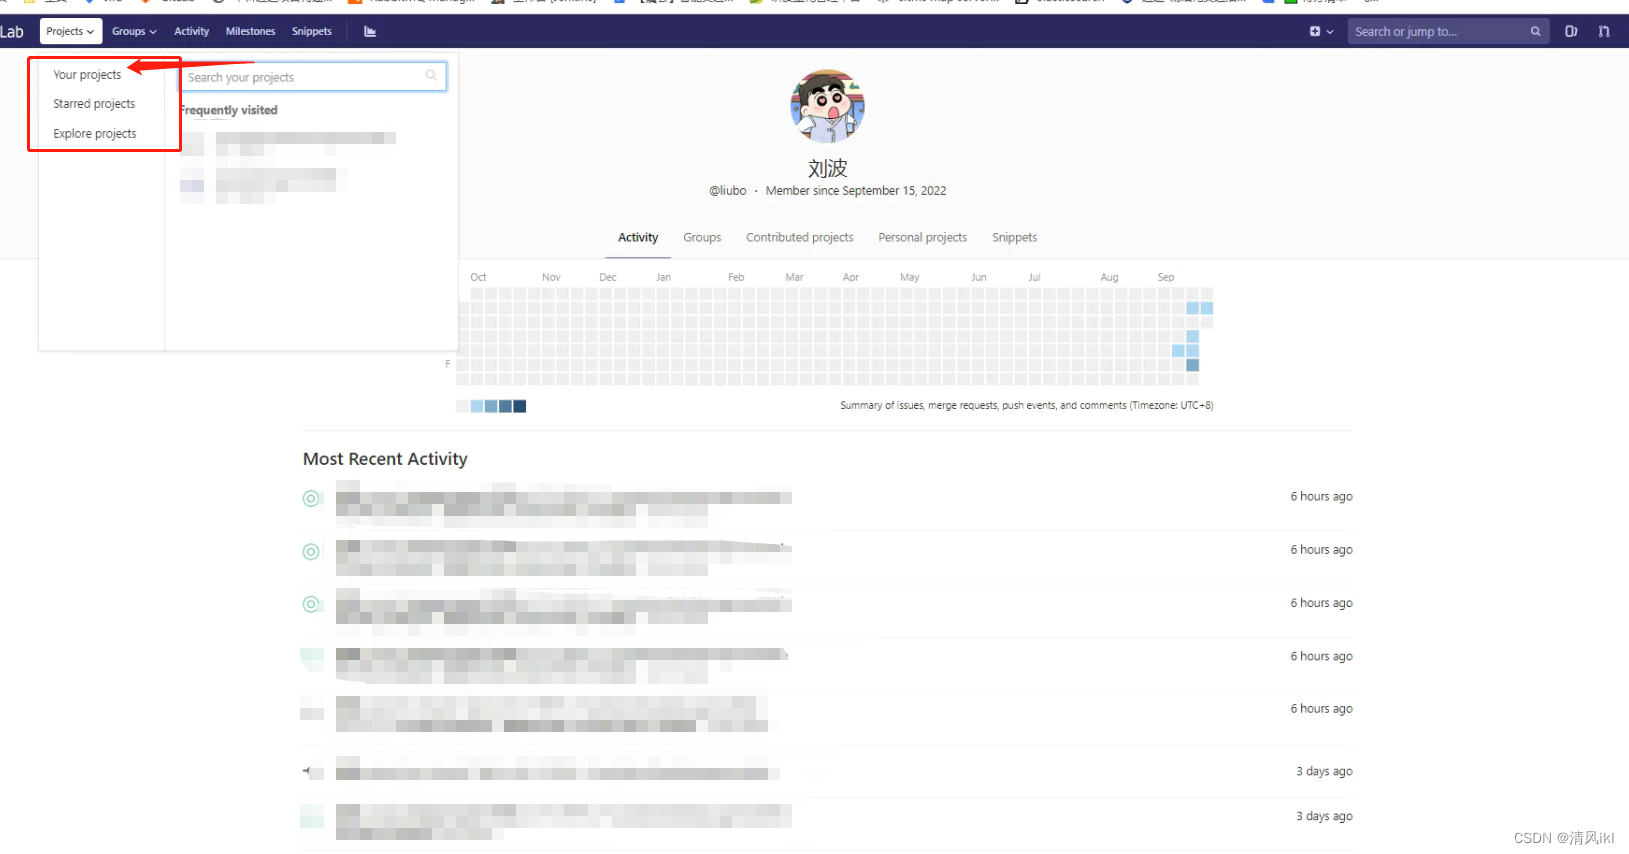 Lab Projects Groups Activity Milestones Snippets Search or jump to...
Your projects
Starred projects
Explore projects
Search your projects
Frequently visited
刘波
@liubo · Member since September 15, 2022
Activity Groups Contributed projects Personal projects Snippets
Oct Nov Dec Jan Feb Mar Apr May Jun Jul Aug Sep
F
Summary of issues, merge requests, push events, and comments (Timezone: UTC+8)
Most Recent Activity
6 hours ago
6 hours ago
6 hours ago
6 hours ago
6 hours ago
3 days ago
3 days ago
CSDN @清风ikl